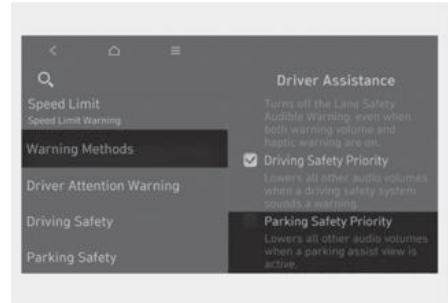 Driver Assistance
Speed Limit
Speed Limit Warning
Warning Methods
Driver Attention Warning
Driving Safety
Parking Safety
Turns off the Lane Safety
Audible Warning, even when
both warning volume and
haptic warning are on.
Driving Safety Priority
Lowers all other audio volumes
when a driving safety system
sounds a warning.
Parking Safety Priority
Lowers all other audio volumes
when a parking assist view is
active.